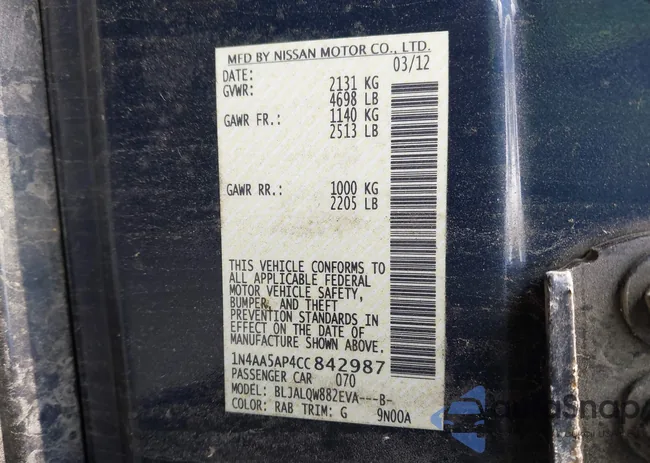 MFD BY NISSAN MOTOR CO., LTD.
DATE: 03/12
GVWR: 2131 KG
4698 LB
GAWR FR.: 1140 KG
2513 LB
GAWR RR.: 1000 KG
2205 LB
THIS VEHICLE CONFORMS TO
ALL APPLICABLE FEDERAL
MOTOR VEHICLE SAFETY,
BUMPER, AND THEFT
PREVENTION STANDARDS IN
EFFECT ON THE DATE OF
MANUFACTURE SHOWN ABOVE.
1N4AA5AP4CC842987
PASSENGER CAR 070
MODEL: BLJALQW882EVA---B-
COLOR: RAB TRIM: G 9N00A